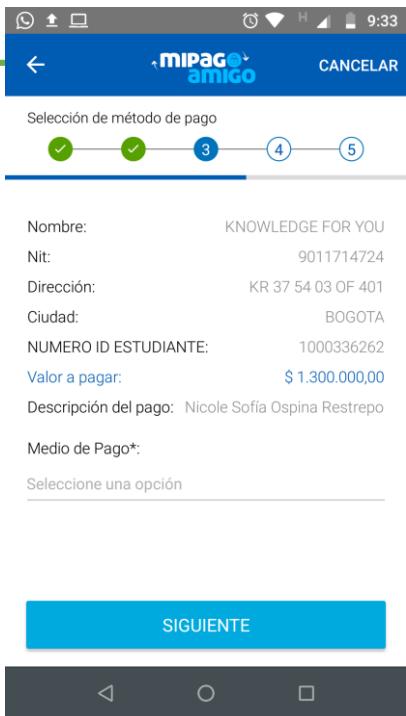 H 9:33
MIPAGO AMIGO CANCELAR
Selección de método de pago
3 4 5
Nombre: KNOWLEDGE FOR YOU
Nit: 9011714724
Dirección: KR 37 54 03 OF 401
Ciudad: BOGOTA
NUMERO ID ESTUDIANTE: 1000336262
Valor a pagar: $ 1.300.000,00
Descripción del pago: Nicole Sofía Ospina Restrepo
Medio de Pago*:
Seleccione una opción
SIGUIENTE